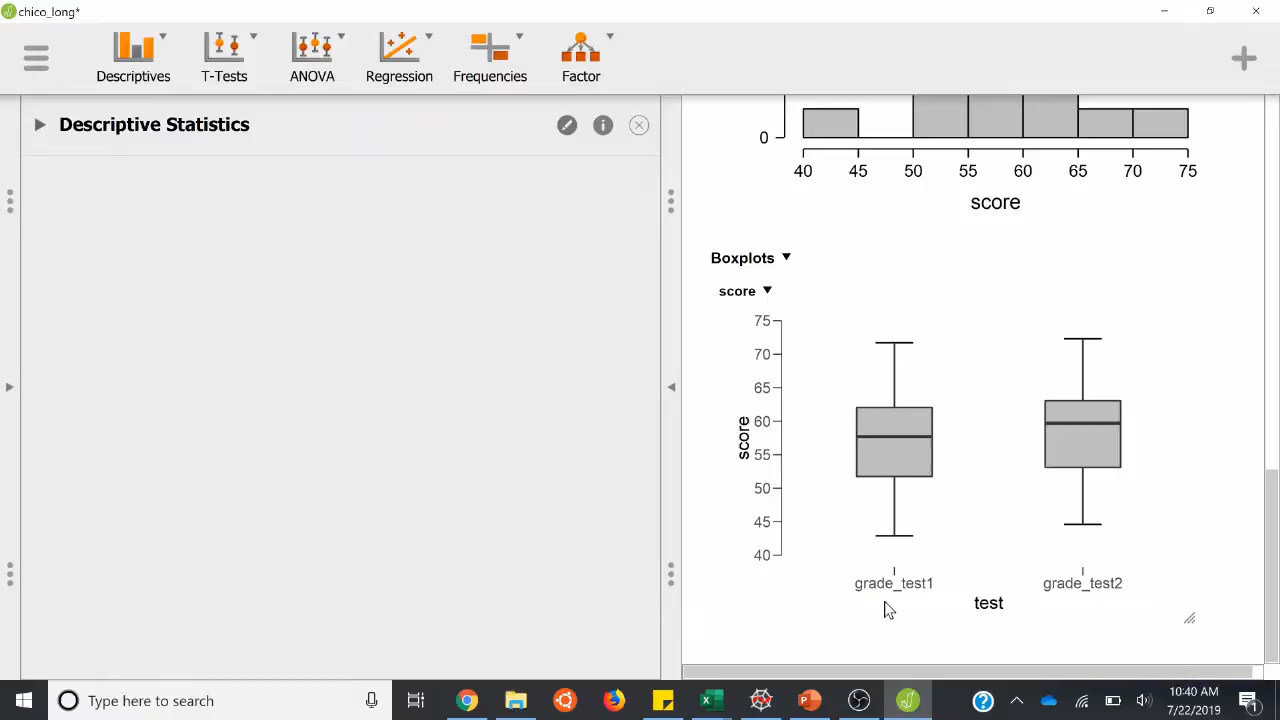 chico_long*
Descriptives
T-Tests
ANOVA
Regression
Frequencies
Factor
Descriptive Statistics
0
40 45 50 55 60 65 70 75
score
Boxplots
score
75
70
65
60
55
50
45
40
score
grade_test1 grade_test2
test
Type here to search
10:40 AM
7/22/2019
1